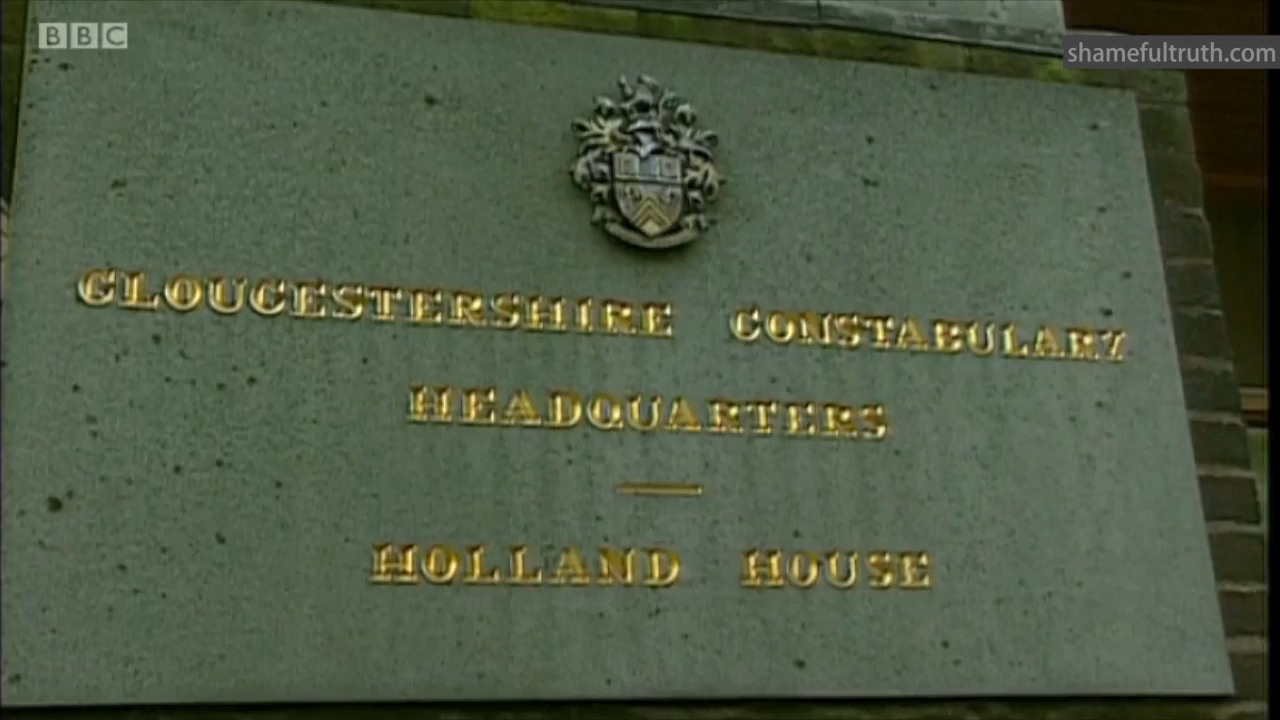 BBC
shamefultruth.com
GLOUCESTERSHIRE CONSTABULARY
HEADQUARTERS
HOLLAND HOUSE